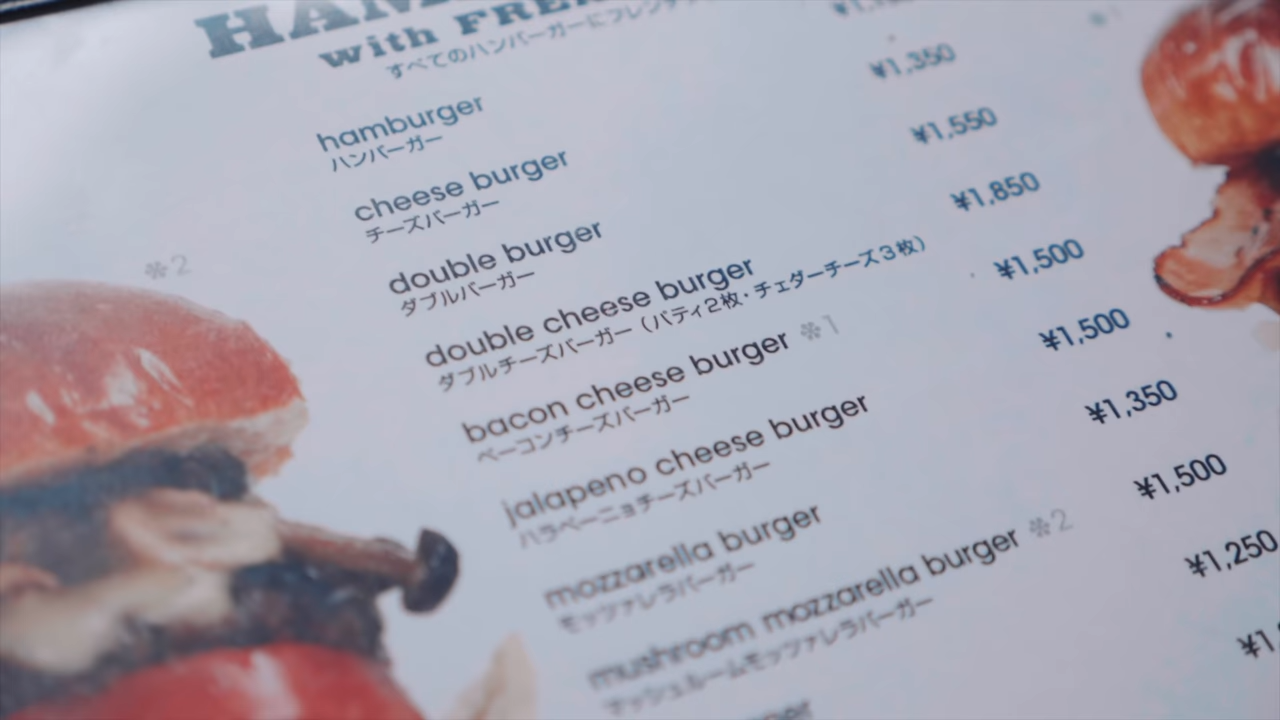 with
すべてのハンバーガーにフレンチ
hamburger
ハンバーガー
cheese burger ¥1,350
チーズバーガー
double burger ¥1,550
ダブルバーガー
double cheese burger ¥1,850
ダブルチーズバーガー（パティ2枚・チェダーチーズ3枚）
bacon cheese burger ※1 ¥1,500
ベーコンチーズバーガー
jalapeno cheese burger ¥1,500
ハラペーニョチーズバーガー
mozzarella burger ¥1,350
モッツァレラバーガー
mushroom mozzarella burger ※2 ¥1,500
マッシュルームモッツァレラバーガー
¥1,250
※2